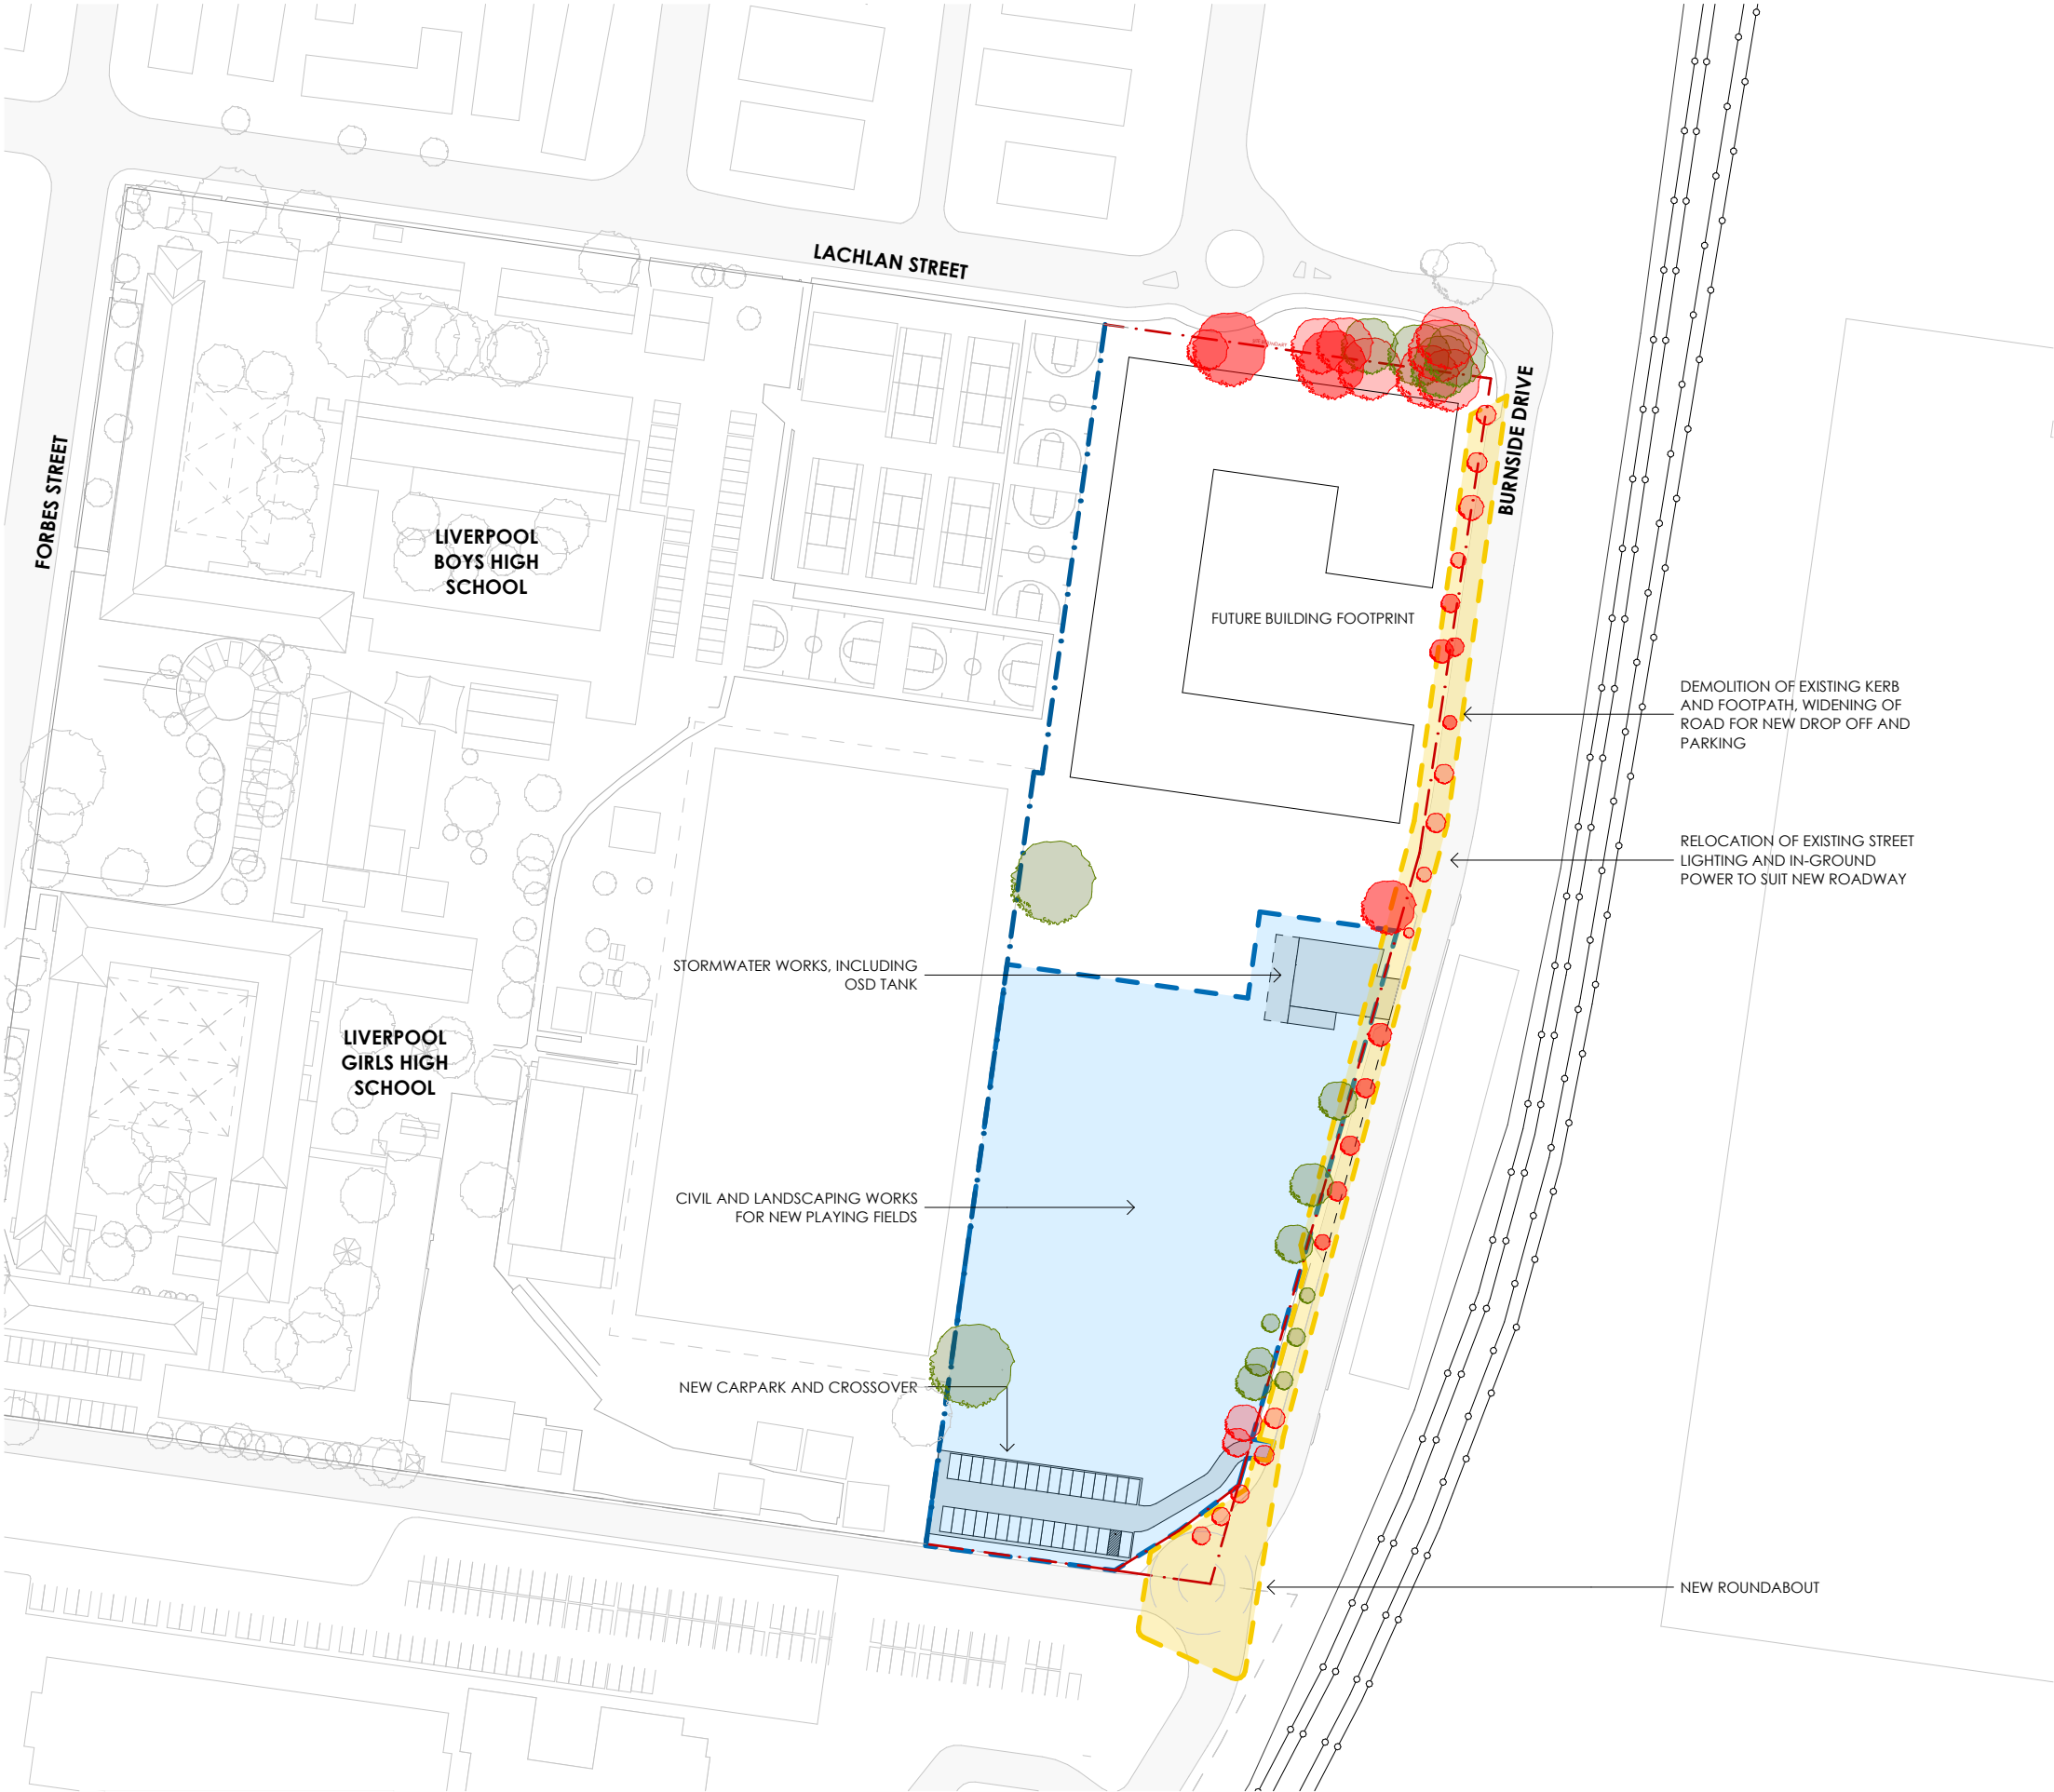 LACHLAN STREET
BURNSIDE DRIVE
FORBES STREET
LIVERPOOL
BOYS HIGH
SCHOOL
FUTURE BUILDING FOOTPRINT
DEMOLITION OF EXISTING KERB
AND FOOTPATH, WIDENING OF
ROAD FOR NEW DROP OFF AND
PARKING
RELOCATION OF EXISTING STREET
LIGHTING AND IN-GROUND
POWER TO SUIT NEW ROADWAY
STORMWATER WORKS, INCLUDING
OSD TANK
LIVERPOOL
GIRLS HIGH
SCHOOL
CIVIL AND LANDSCAPING WORKS
FOR NEW PLAYING FIELDS
NEW CARPARK AND CROSSOVER
NEW ROUNDABOUT